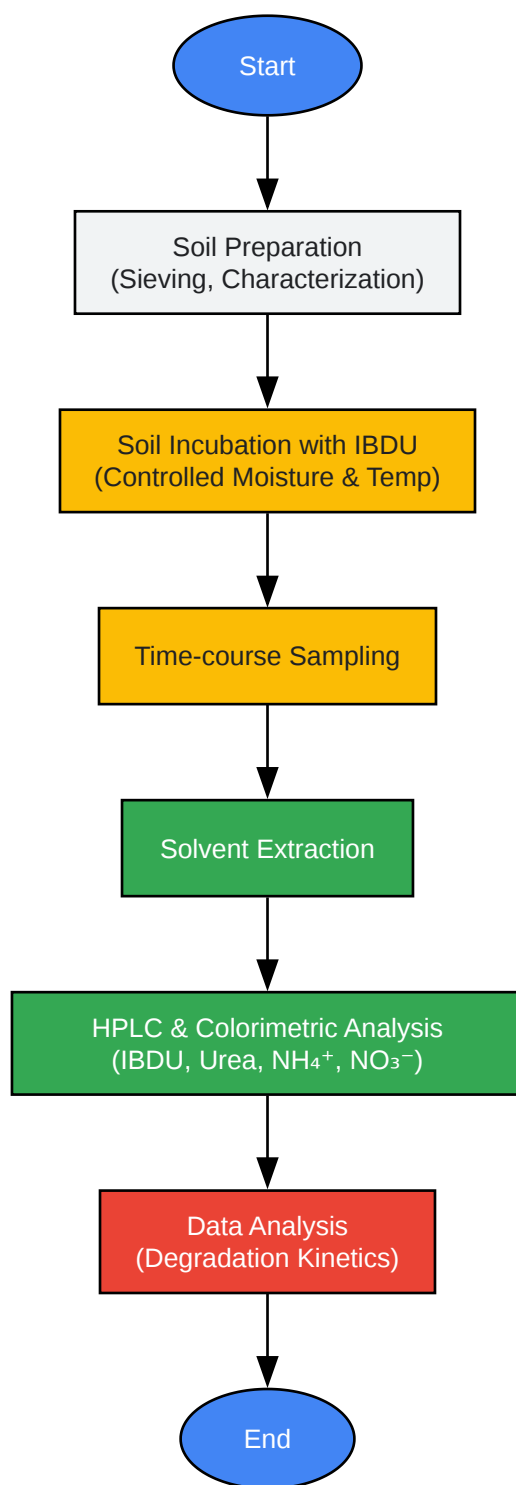 Start
Soil Preparation
(Sieving, Characterization)
Soil Incubation with IBDU
(Controlled Moisture & Temp)
Time-course Sampling
Solvent Extraction
HPLC & Colorimetric Analysis
(IBDU, Urea, NH₄⁺, NO₃⁻)
Data Analysis
(Degradation Kinetics)
End